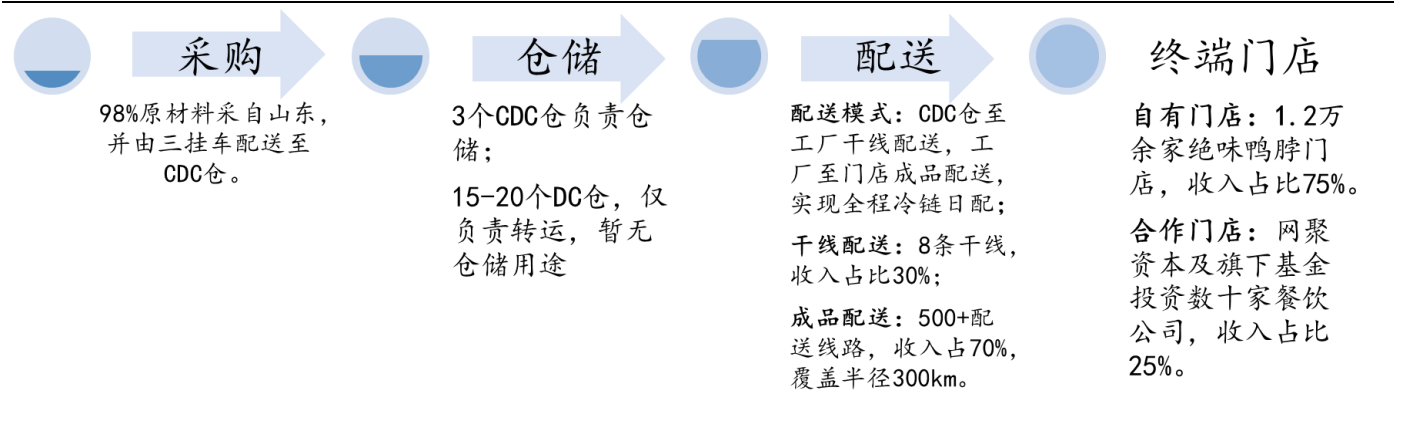 采购
98%原材料采自山东，
并由三挂车配送至
CDC仓。
仓储
3个CDC仓负责仓
储；
15-20个DC仓，仅
负责转运，暂无
仓储用途
配送
配送模式：CDC仓至
工厂干线配送，工
厂至门店成品配送，
实现全程冷链日配；
干线配送：8条干线，
收入占比30%；
成品配送：500+配
送线路，收入占70%，
覆盖半径300km。
终端门店
自有门店：1.2万
余家绝味鸭脖门
店，收入占比75%。
合作门店：网聚
资本及旗下基金
投资数十家餐饮
公司，收入占比
25%。